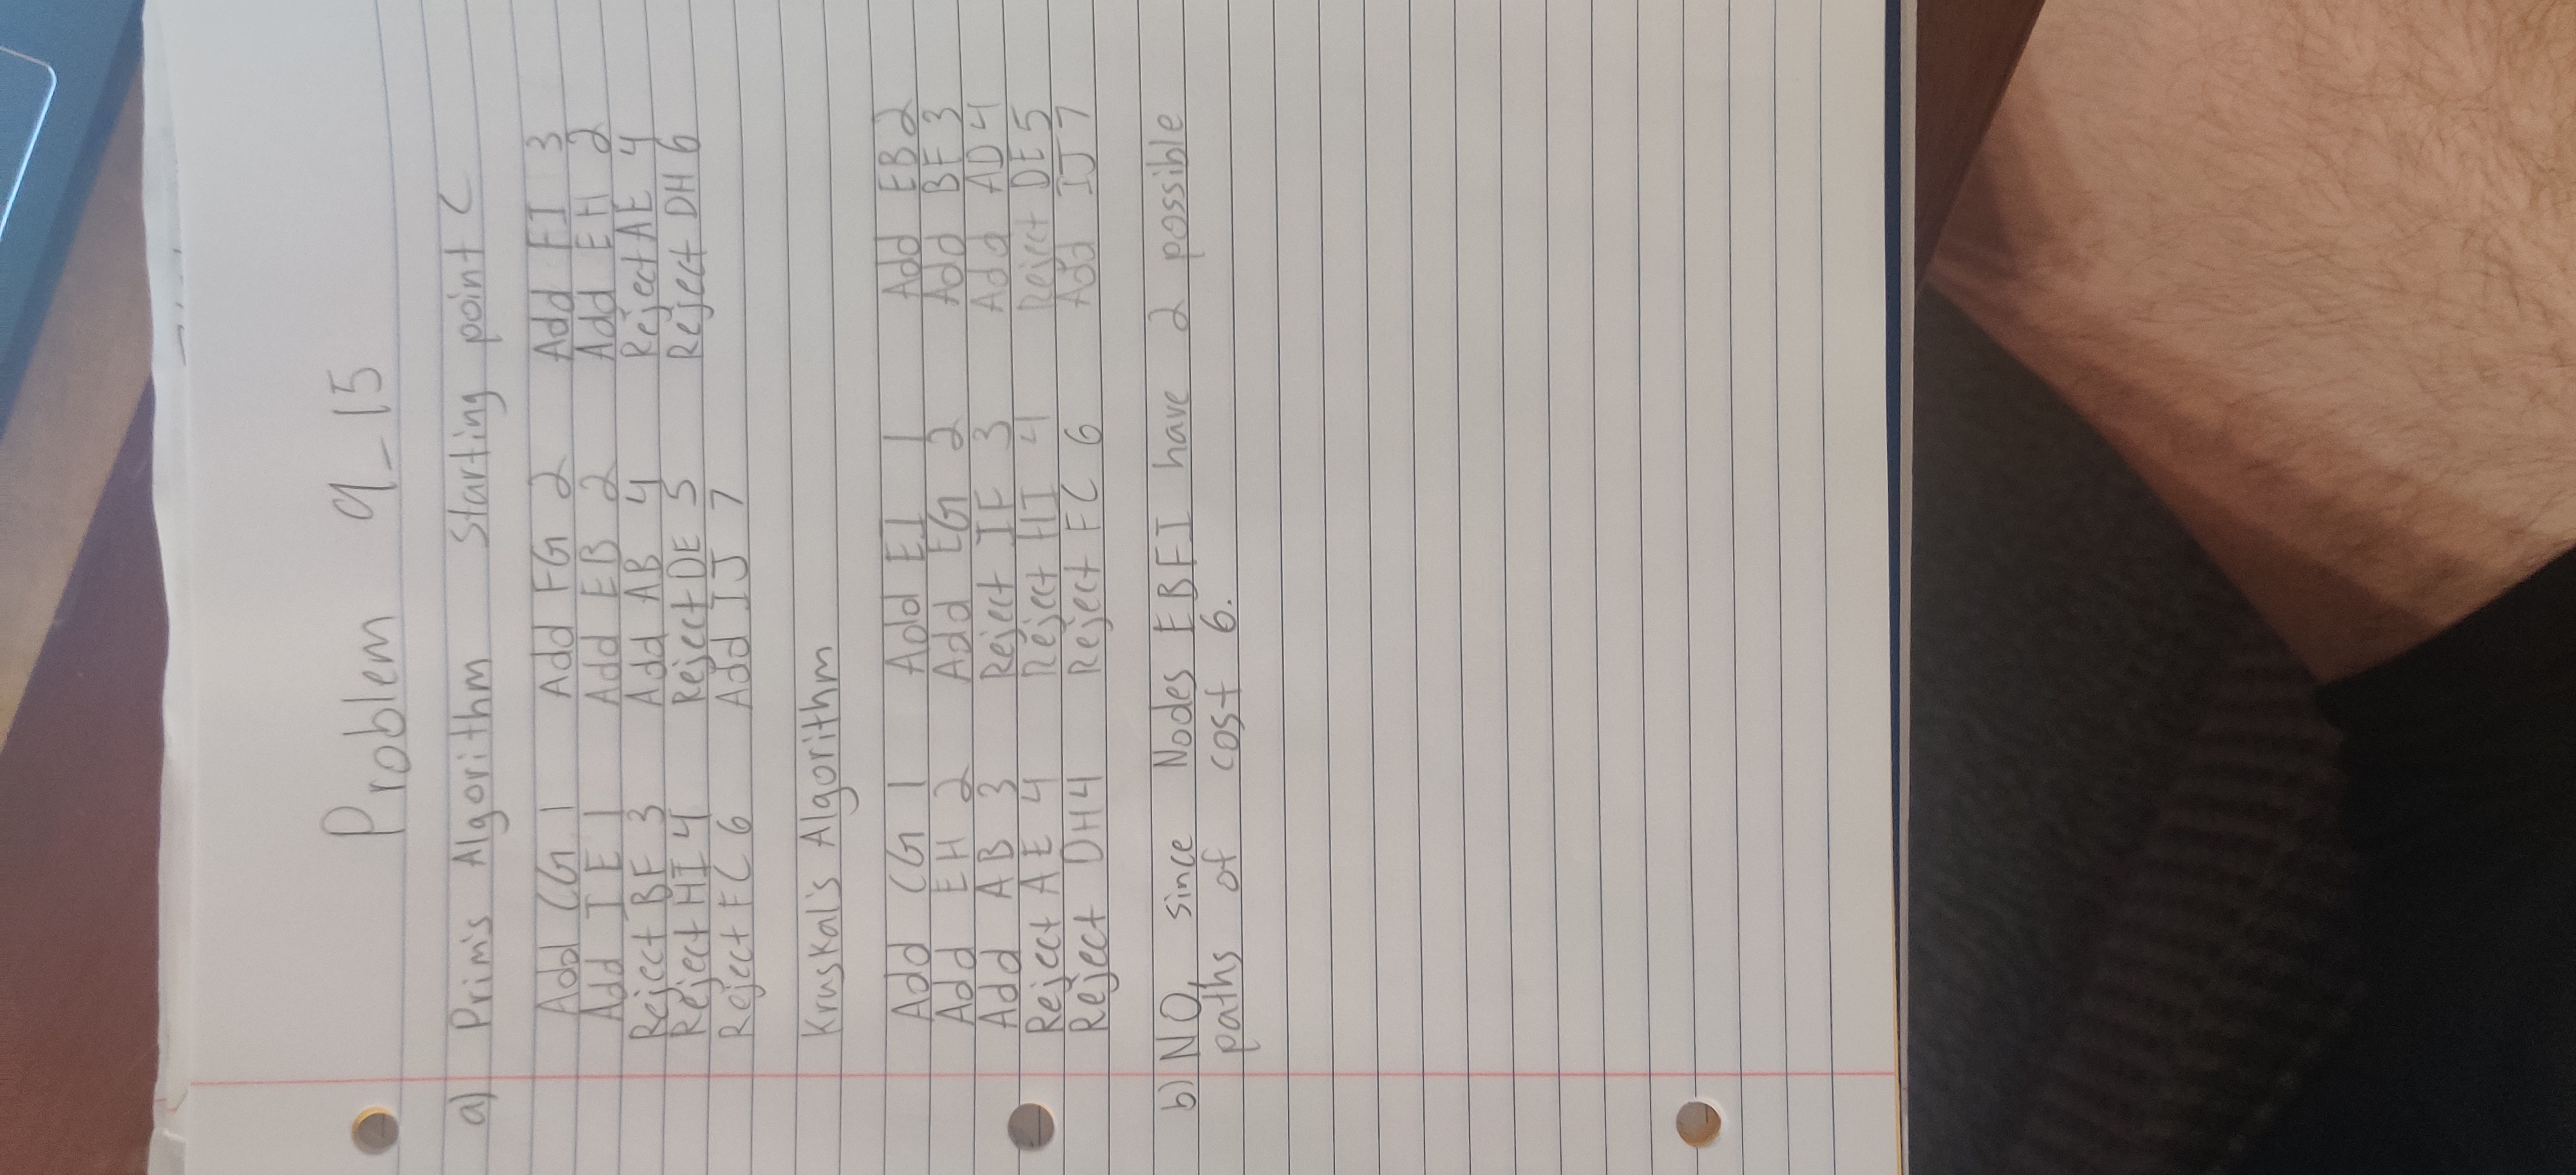 Problem 9_15
a) Prim's Algorithm Starting point C
Add CG 1 Add FG 2 Add FI 3
Add IE 1 Add EB 2 Add EH 2
Reject BF 3 Add AB 4 Reject AE 4
Reject HI 4 Reject DE 5 Reject DH 6
Reject FC 6 Add IJ 7
Kruskal's Algorithm
Add CG 1 Add EI 1 Add EB 2
Add EH 2 Add EG 2 Add BF 3
Add AB 3 Reject IF 3 Add AD 4
Reject AE 4 Reject HI 4 Reject DE 5
Reject DH 4 Reject FC 6 Add IJ 7
b) NO, since Nodes EBFI have 2 possible
paths of cost 6.